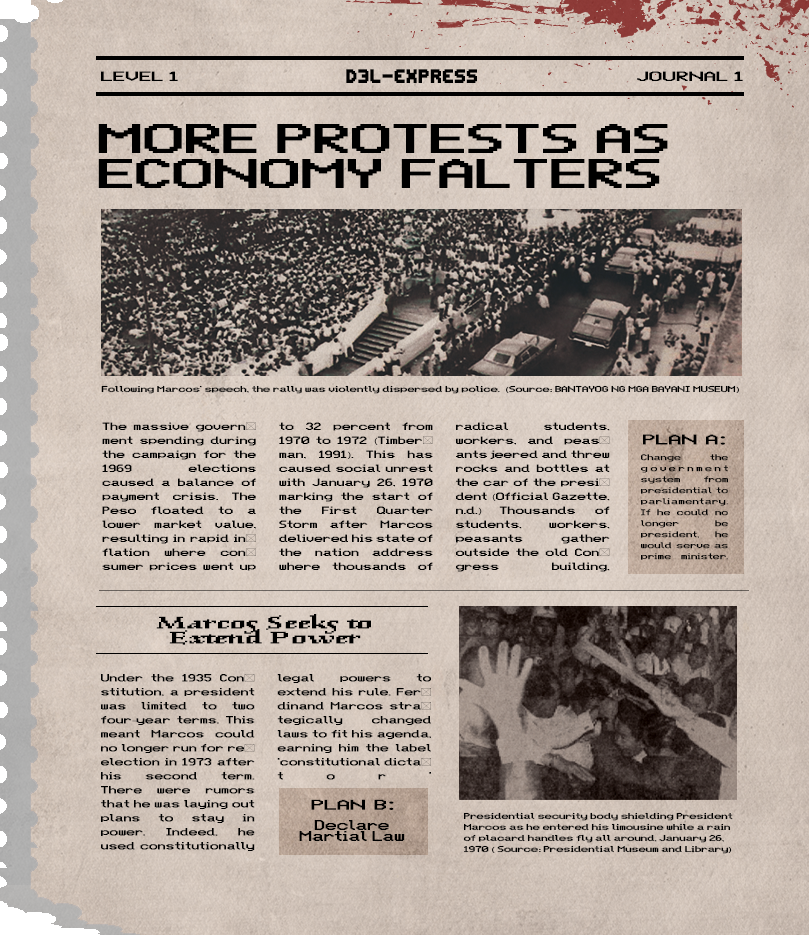 LEVEL 1
D3L-EXPRESS
JOURNAL 1
MORE PROTESTS AS
ECONOMY FALTERS
Following Marcos' speech, the rally was violently dispersed by police. (Source: BANTAYOG NG MGA BAYANI MUSEUM)
The massive govern☒
ment spending during
the campaign for the
1969 elections
caused a balance of
payment crisis. The
Peso floated to a
lower market value,
resulting in rapid in☒
flation where con☒
sumer prices went up
to 32 percent from
1970 to 1972 (Timber☒
man, 1991). This has
caused social unrest
with January 26, 1970
marking the start of
the First Quarter
Storm after Marcos
delivered his state of
the nation address
where thousands of
radical students,
workers, and peas☒
ants jeered and threw
rocks and bottles at
the car of the presi☒
dent (Official Gazette,
n.d.) Thousands of
students, workers,
peasants gather
outside the old Con☒
gress building.
PLAN A:
Change the
government
system from
presidential to
parliamentary.
If he could no
longer be
president, he
would serve as
prime minister.
Marcos Seeks to
Extend Power
Under the 1935 Con☒
stitution, a president
was limited to two
four-year terms. This
meant Marcos could
no longer run for re☒
election in 1973 after
his second term.
There were rumors
that he was laying out
plans to stay in
power. Indeed, he
used constitutionally
legal powers to
extend his rule. Fer☒
dinand Marcos stra☒
tegically changed
laws to fit his agenda,
earning him the label
'constitutional dicta☒
tor'
PLAN B:
Declare
Martial Law
Presidential security body shielding President
Marcos as he entered his limousine while a rain
of placard handles fly all around, January 26,
1970 ( Source: Presidential Museum and Library)